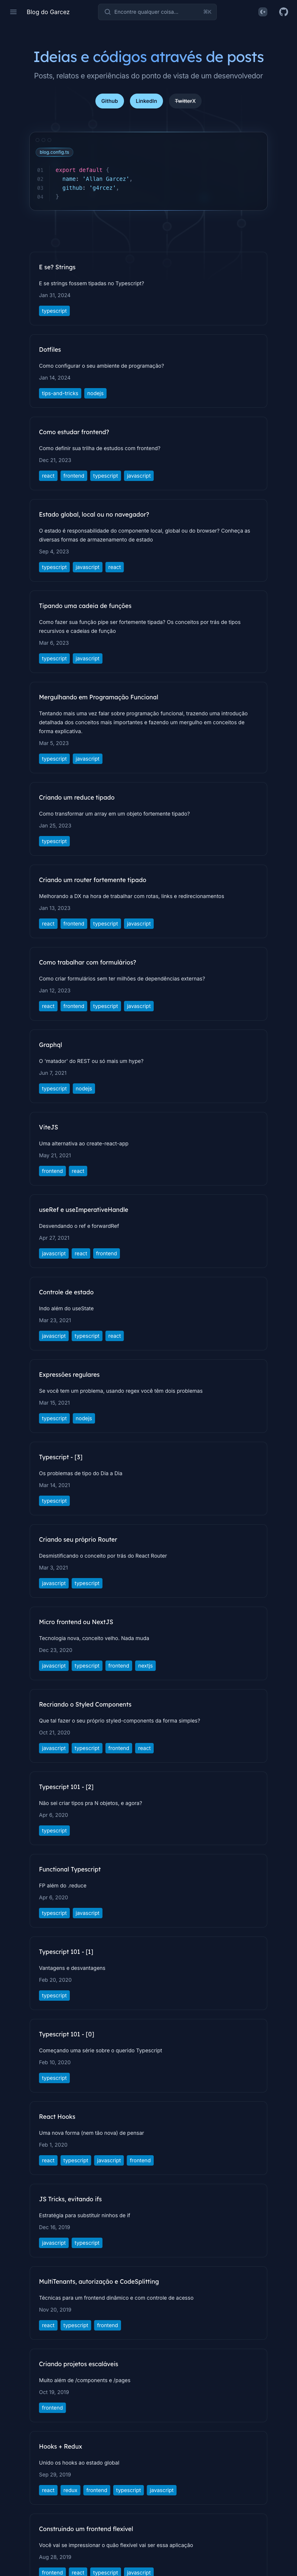 Blog do Garcez
Encontre qualquer coisa...
⌘K
Ideias e códigos através de posts
Posts, relatos e experiências do ponto de vista de um desenvolvedor
Github
LinkedIn
TwitterX
blog.config.ts
01 export default {
02 name: 'Allan Garcez',
03 github: 'g4rcez',
04 }
E se? Strings
E se strings fossem tipadas no Typescript?
Jan 31, 2024
typescript
Dotfiles
Como configurar o seu ambiente de programação?
Jan 14, 2024
tips-and-tricks nodejs
Como estudar frontend?
Como definir sua trilha de estudos com frontend?
Dec 21, 2023
react frontend typescript javascript
Estado global, local ou no navegador?
O estado é responsabilidade do componente local, global ou do browser? Conheça as
diversas formas de armazenamento de estado
Sep 4, 2023
typescript javascript react
Tipando uma cadeia de funções
Como fazer sua função pipe ser fortemente tipada? Os conceitos por trás de tipos
recursivos e cadeias de função
Mar 6, 2023
typescript javascript
Mergulhando em Programação Funcional
Tentando mais uma vez falar sobre programação funcional, trazendo uma introdução
detalhada dos conceitos mais importantes e fazendo um mergulho em conceitos de
forma explicativa.
Mar 5, 2023
typescript javascript
Criando um reduce tipado
Como transformar um array em um objeto fortemente tipado?
Jan 25, 2023
typescript
Criando um router fortemente tipado
Melhorando a DX na hora de trabalhar com rotas, links e redirecionamentos
Jan 13, 2023
react frontend typescript javascript
Como trabalhar com formulários?
Como criar formulários sem ter milhões de dependências externas?
Jan 12, 2023
react frontend typescript javascript
Graphql
O 'matador' do REST ou só mais um hype?
Jun 7, 2021
typescript nodejs
ViteJS
Uma alternativa ao create-react-app
May 21, 2021
frontend react
useRef e useImperativeHandle
Desvendando o ref e forwardRef
Apr 27, 2021
javascript react frontend
Controle de estado
Indo além do useState
Mar 23, 2021
javascript typescript react
Expressões regulares
Se você tem um problema, usando regex você têm dois problemas
Mar 15, 2021
typescript nodejs
Typescript - [3]
Os problemas de tipo do Dia a Dia
Mar 14, 2021
typescript
Criando seu próprio Router
Desmistificando o conceito por trás do React Router
Mar 3, 2021
javascript typescript
Micro frontend ou NextJS
Tecnologia nova, conceito velho. Nada muda
Dec 23, 2020
javascript typescript frontend nextjs
Recriando o Styled Components
Que tal fazer o seu próprio styled-components da forma simples?
Oct 21, 2020
javascript typescript frontend react
Typescript 101 - [2]
Não sei criar tipos pra N objetos, e agora?
Apr 8, 2020
typescript
Functional Typescript
FP além do .reduce
Apr 6, 2020
typescript javascript
Typescript 101 - [1]
Vantagens e desvantagens
Feb 20, 2020
typescript
Typescript 101 - [0]
Começando uma série sobre o querido Typescript
Feb 10, 2020
typescript
React Hooks
Uma nova forma (nem tão nova) de pensar
Feb 1, 2020
react typescript javascript frontend
JS Tricks, evitando ifs
Estratégia para substituir ninhos de if
Dec 16, 2019
javascript typescript
MultiTenants, autorização e CodeSplitting
Técnicas para um frontend dinâmico e com controle de acesso
Nov 20, 2019
react typescript frontend
Criando projetos escaláveis
Muito além de /components e /pages
Oct 19, 2019
frontend
Hooks + Redux
Unido os hooks ao estado global
Sep 29, 2019
react redux frontend typescript javascript
Construindo um frontend flexível
Você vai se impressionar o quão flexível vai ser essa aplicação
Aug 28, 2019
frontend react typescript javascript